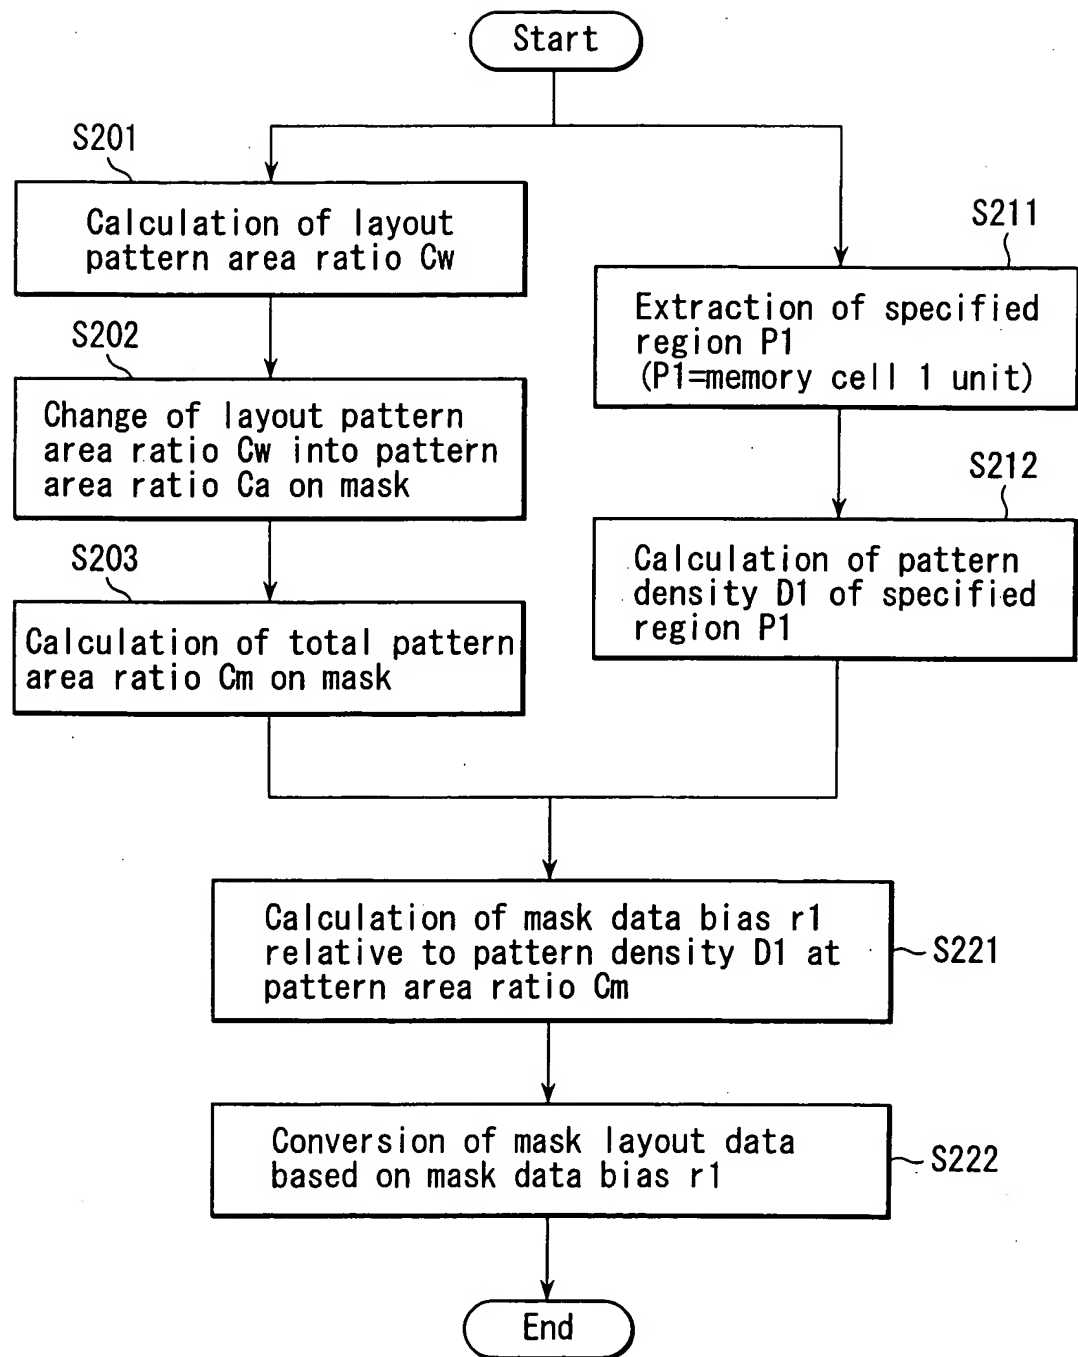 Start
S201
Calculation of layout
pattern area ratio Cw
S202
Change of layout pattern
area ratio Cw into pattern
area ratio Ca on mask
S203
Calculation of total pattern
area ratio Cm on mask
S211
Extraction of specified
region P1
(P1=memory cell 1 unit)
S212
Calculation of pattern
density D1 of specified
region P1
Calculation of mask data bias r1
relative to pattern density D1 at
pattern area ratio Cm
S221
Conversion of mask layout data
based on mask data bias r1
S222
End